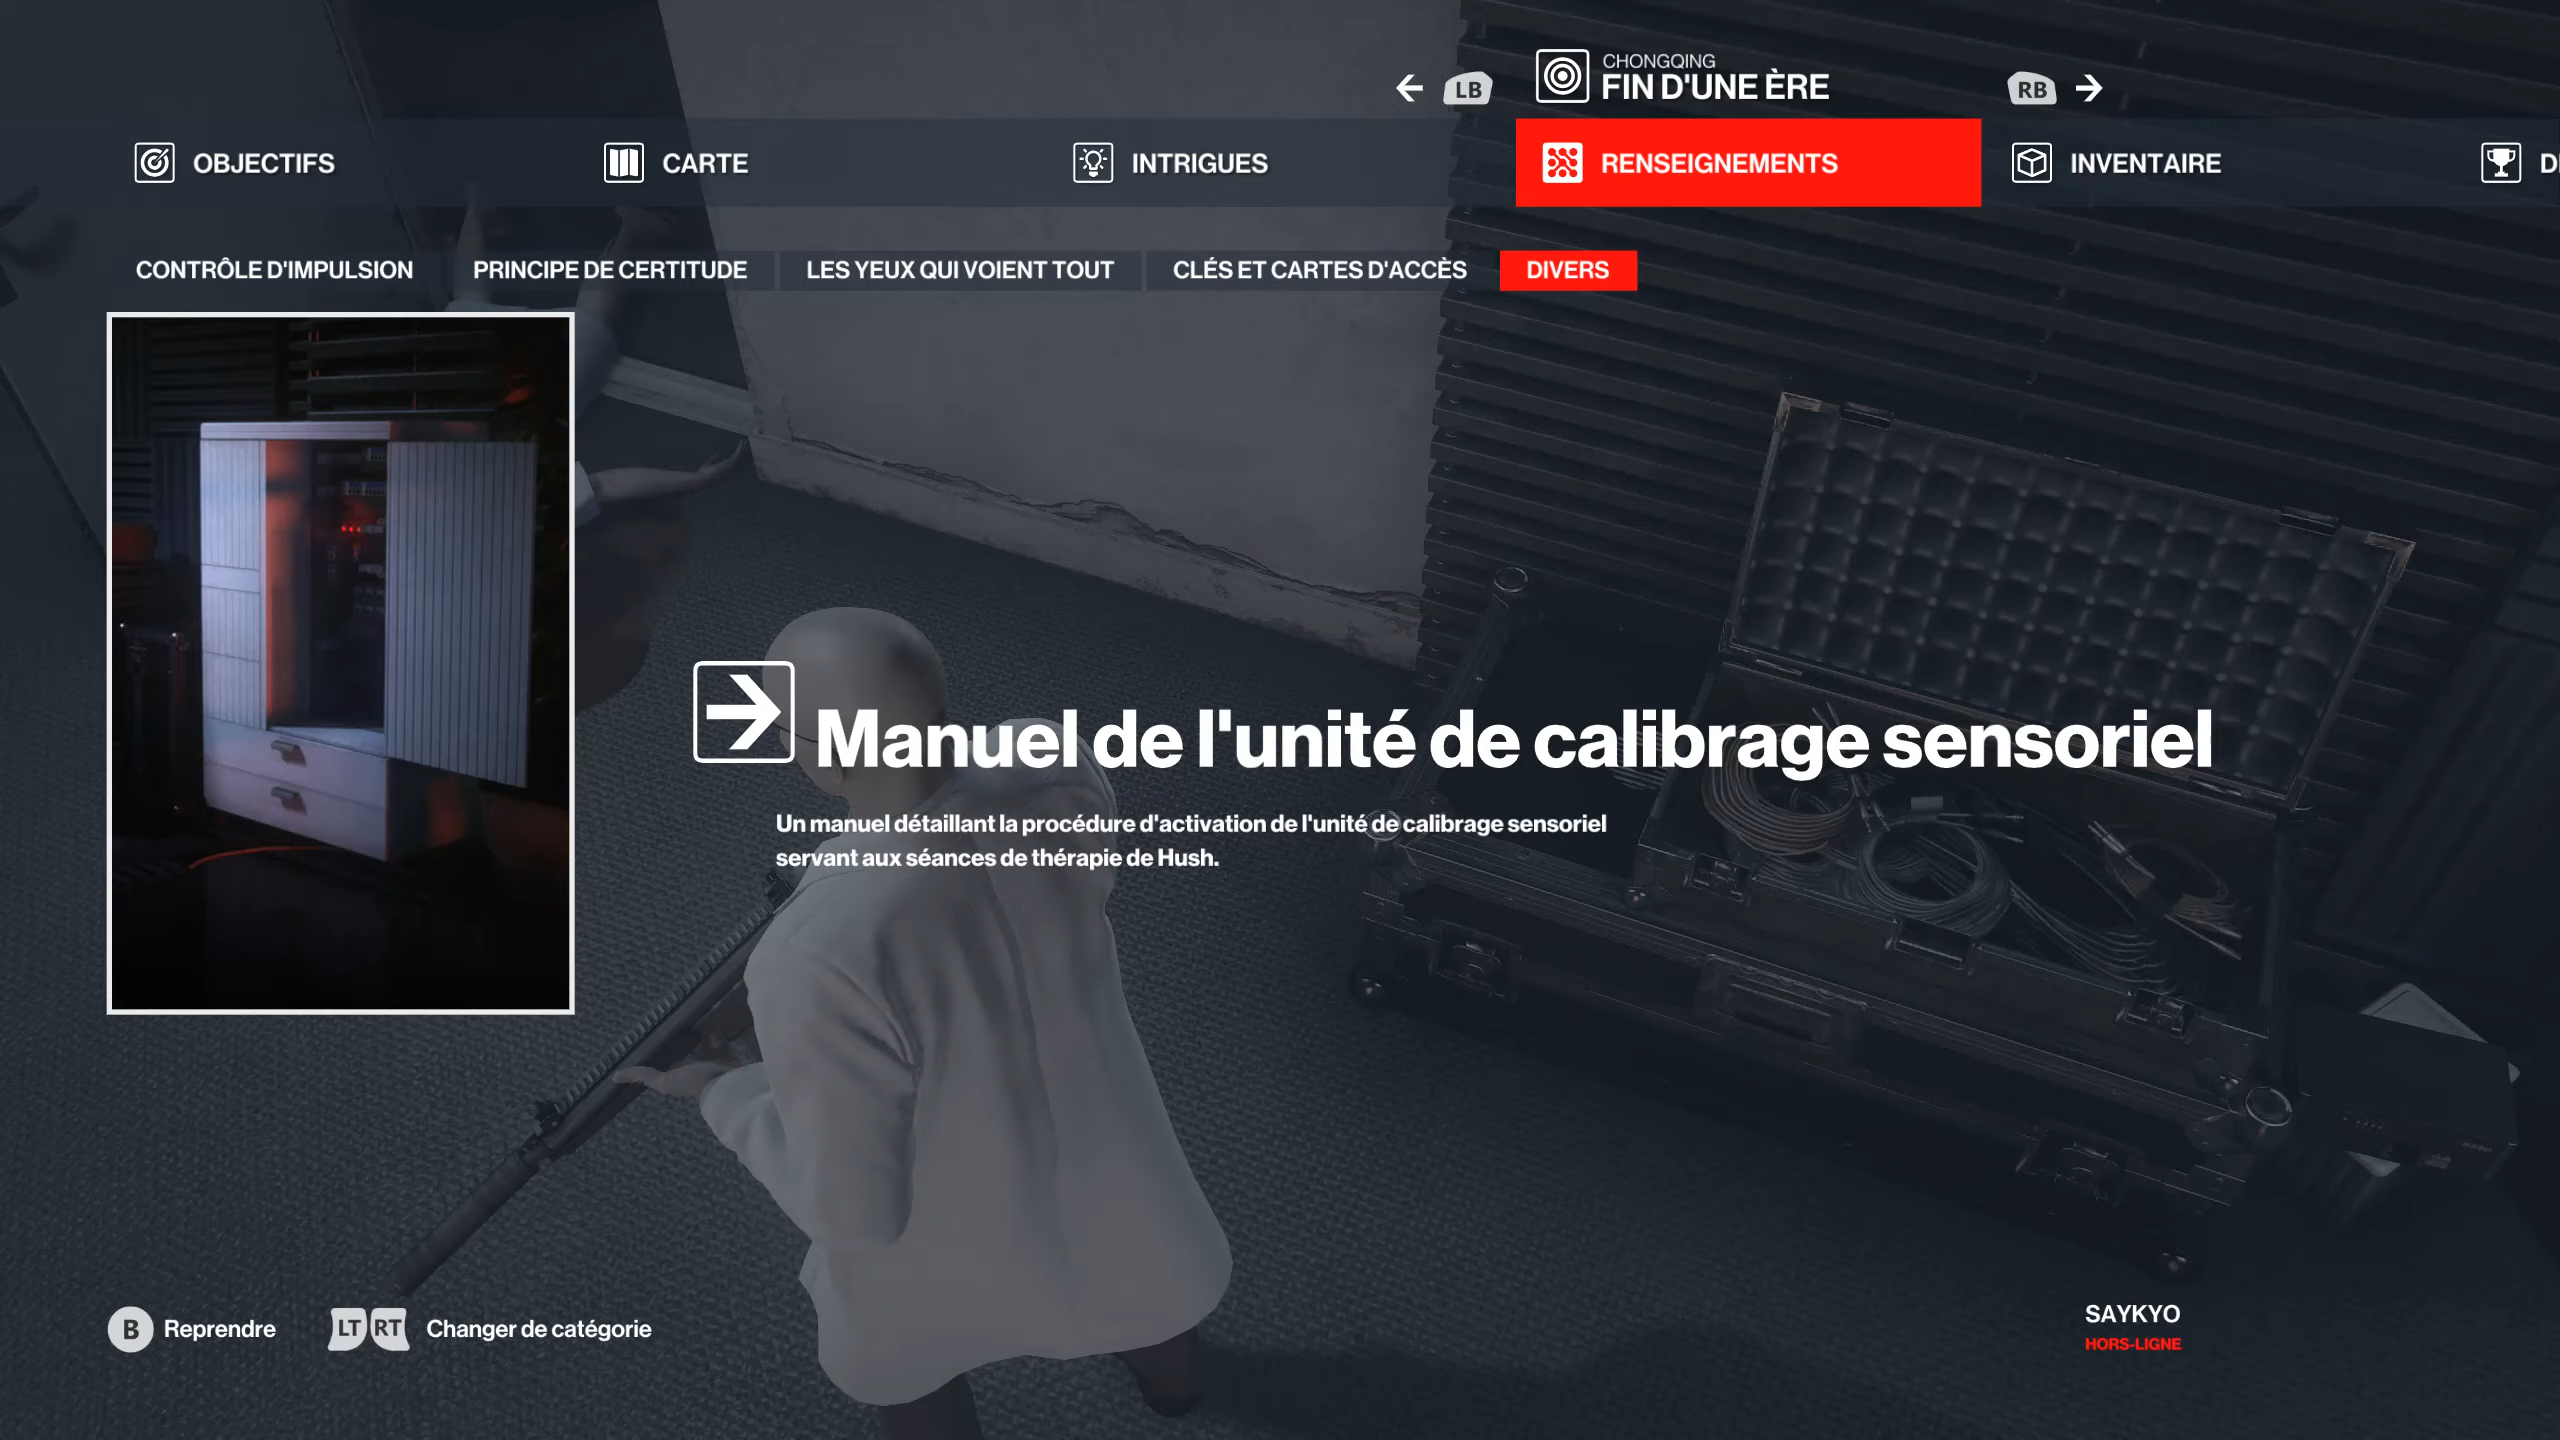 CHONGQING
LB FIN D'UNE ÈRE RB
OBJECTIFS CARTE INTRIGUES RENSEIGNEMENTS INVENTAIRE
CONTRÔLE D'IMPULSION PRINCIPE DE CERTITUDE LES YEUX QUI VOIENT TOUT CLÉS ET CARTES D'ACCÈS DIVERS
Manuel de l'unité de calibrage sensoriel
Un manuel détaillant la procédure d'activation de l'unité de calibrage sensoriel
servant aux séances de thérapie de Hush.
B Reprendre LT RT Changer de catégorie
SAYKYO
HORS-LIGNE